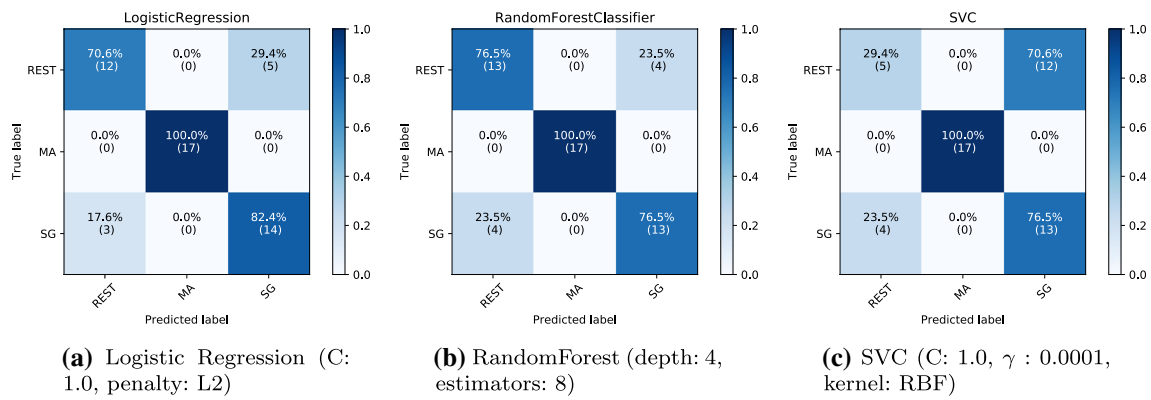 LogisticRegression
REST
MA
SG
True label
70.6%
(12)
0.0%
(0)
29.4%
(5)
0.0%
(0)
100.0%
(17)
0.0%
(0)
17.6%
(3)
0.0%
(0)
82.4%
(14)
REST
MA
SG
Predicted label
1.0
0.8
0.6
0.4
0.2
0.0
(a) Logistic Regression (C:
1.0, penalty: L2)
RandomForestClassifier
REST
MA
SG
True label
76.5%
(13)
0.0%
(0)
23.5%
(4)
0.0%
(0)
100.0%
(17)
0.0%
(0)
23.5%
(4)
0.0%
(0)
76.5%
(13)
REST
MA
SG
Predicted label
1.0
0.8
0.6
0.4
0.2
0.0
(b) RandomForest (depth: 4,
estimators: 8)
SVC
REST
MA
SG
True label
29.4%
(5)
0.0%
(0)
70.6%
(12)
0.0%
(0)
100.0%
(17)
0.0%
(0)
23.5%
(4)
0.0%
(0)
76.5%
(13)
REST
MA
SG
Predicted label
1.0
0.8
0.6
0.4
0.2
0.0
(c) SVC (C: 1.0, γ : 0.0001,
kernel: RBF)